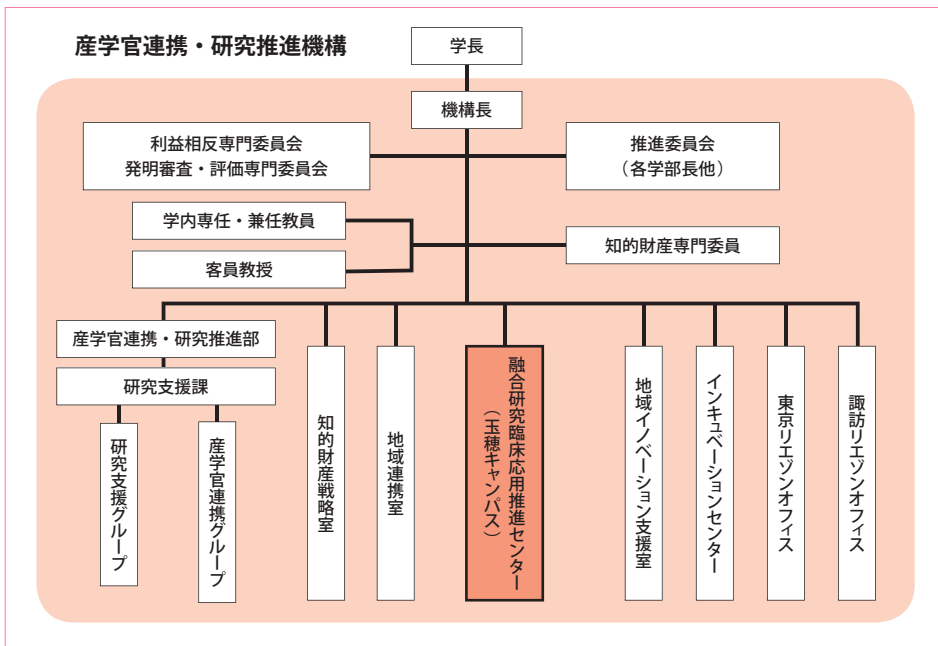 産学官連携・研究推進機構
学長
機構長
利益相反専門委員会
発明審査・評価専門委員会
推進委員会
（各学部長他）
学内専任・兼任教員
客員教授
知的財産専門委員
産学官連携・研究推進部
研究支援課
研究支援グループ
産学官連携グループ
知的財産戦略室
地域連携室
融合研究臨床応用推進センター
（玉穂キャンパス）
地域イノベーション支援室
インキュベーションセンター
東京リエゾンオフィス
諏訪リエゾンオフィス